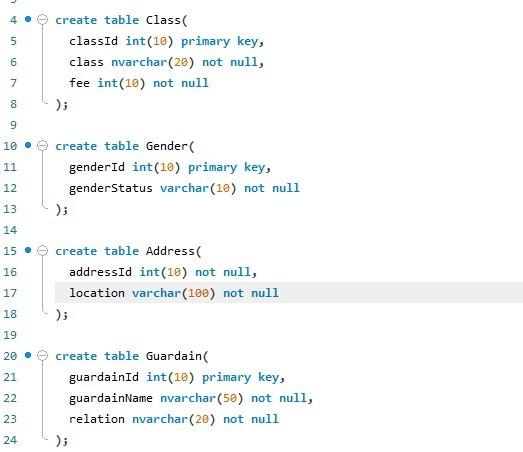 4 create table Class(
5 classId int(10) primary key,
6 class nvarchar(20) not null,
7 fee int(10) not null
8 );
9
10 create table Gender(
11 genderId int(10) primary key,
12 genderStatus varchar(10) not null
13 );
14
15 create table Address(
16 addressId int(10) not null,
17 location varchar(100) not null
18 );
19
20 create table Guardain(
21 guardainId int(10) primary key,
22 guardainName nvarchar(50) not null,
23 relation nvarchar(20) not null
24 );